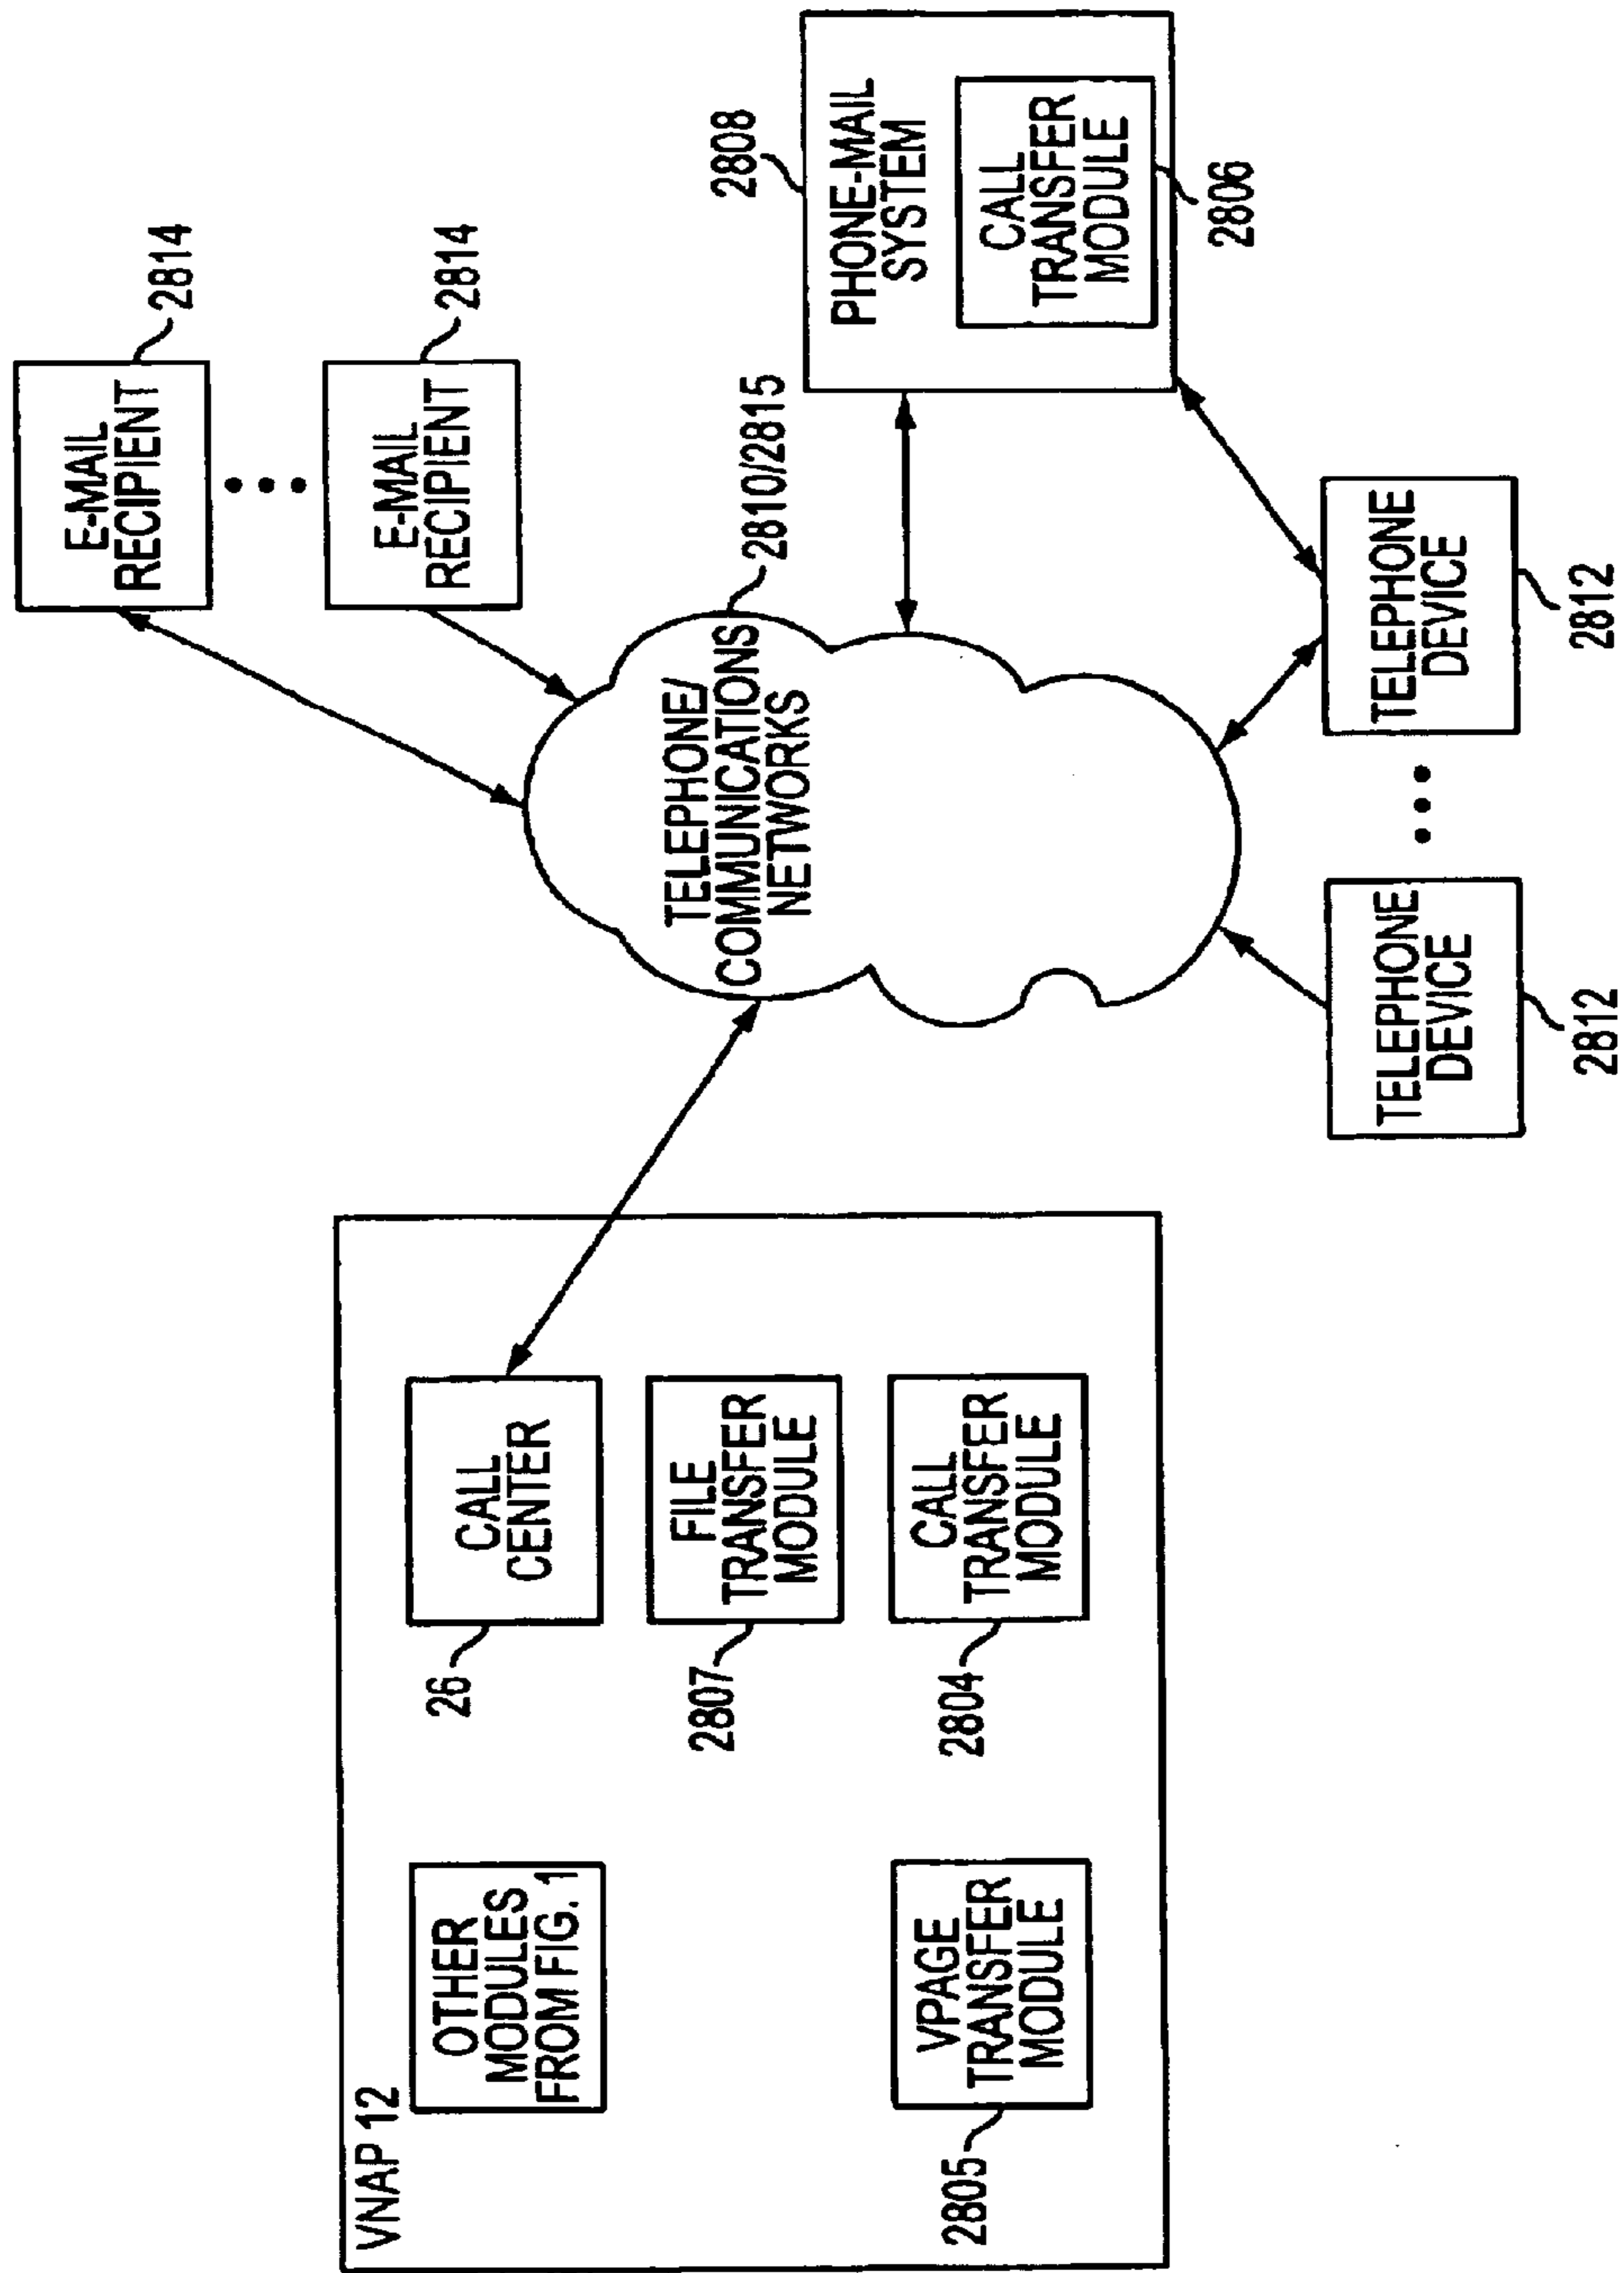 VNAP 12
OTHER
MODULES
FROM FIG. 1
CALL
CENTER
26
FILE
TRANSFER
MODULE
2807
VPAGE
TRANSFER
MODULE
2805
CALL
TRANSFER
MODULE
2804
E-MAIL
RECIPIENT
2814
E-MAIL
RECIPIENT
2814
TELEPHONE/
COMMUNICATIONS
NETWORKS
2810/2815
2808
PHONE-MAIL
SYSTEM
CALL
TRANSFER
MODULE
2806
TELEPHONE
DEVICE
2812
TELEPHONE
DEVICE
2812